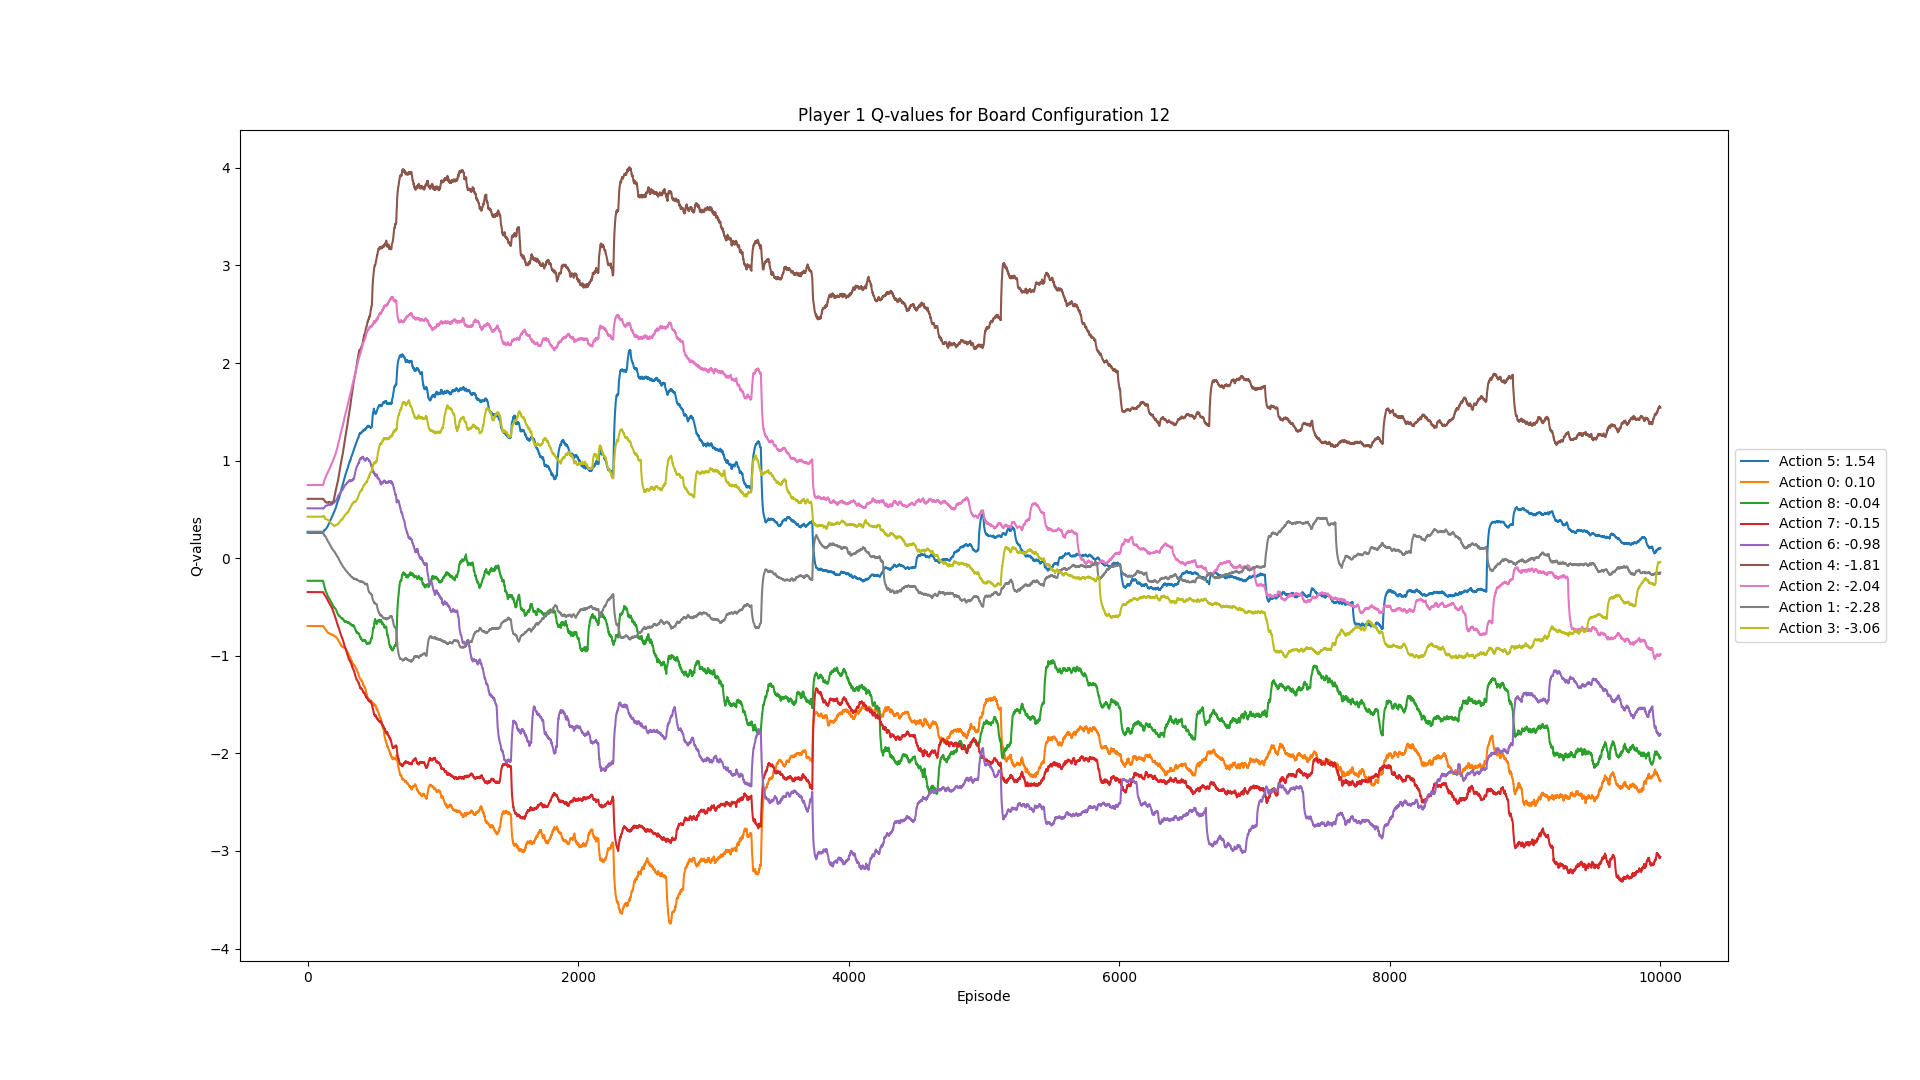 Player 1 Q-values for Board Configuration 12
4
3
2
1
0
−1
−2
−3
−4
Q-values
0
2000
4000
6000
8000
10000
Episode
Action 5: 1.54
Action 0: 0.10
Action 8: -0.04
Action 7: -0.15
Action 6: -0.98
Action 4: -1.81
Action 2: -2.04
Action 1: -2.28
Action 3: -3.06